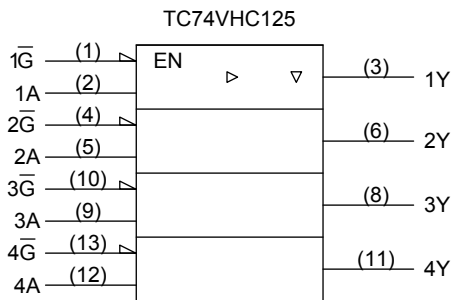 TC74VHC125
1G̅ (1) EN (3) 1Y
1A (2)
2G̅ (4) (6) 2Y
2A (5)
3G̅ (10) (8) 3Y
3A (9)
4G̅ (13) (11) 4Y
4A (12)